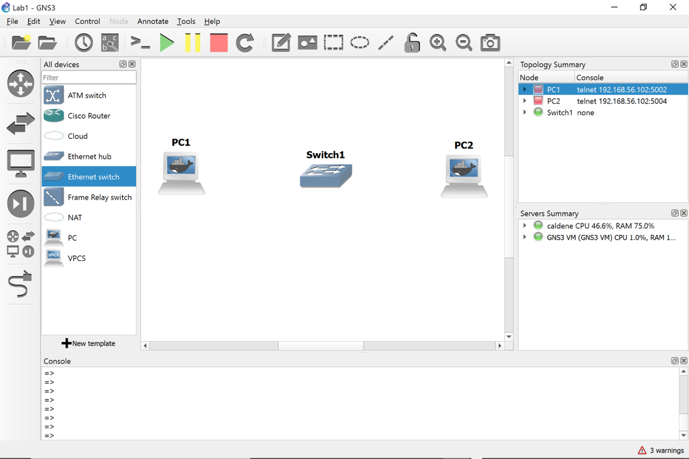 Lab1 - GNS3
File Edit View Control Node Annotate Tools Help
abc
All devices
Filter
ATM switch
Cisco Router
Cloud
Ethernet hub
Ethernet switch
Frame Relay switch
NAT
PC
VPCS
New template
PC1
Switch1
PC2
Topology Summary
Node Console
PC1 telnet 192.168.56.102:5002
PC2 telnet 192.168.56.102:5004
Switch1 none
Servers Summary
caldene CPU 46.6%, RAM 75.0%
GNS3 VM (GNS3 VM) CPU 1.0%, RAM 1...
Console
=>
=>
=>
=>
=>
=>
=>
=>
3 warnings